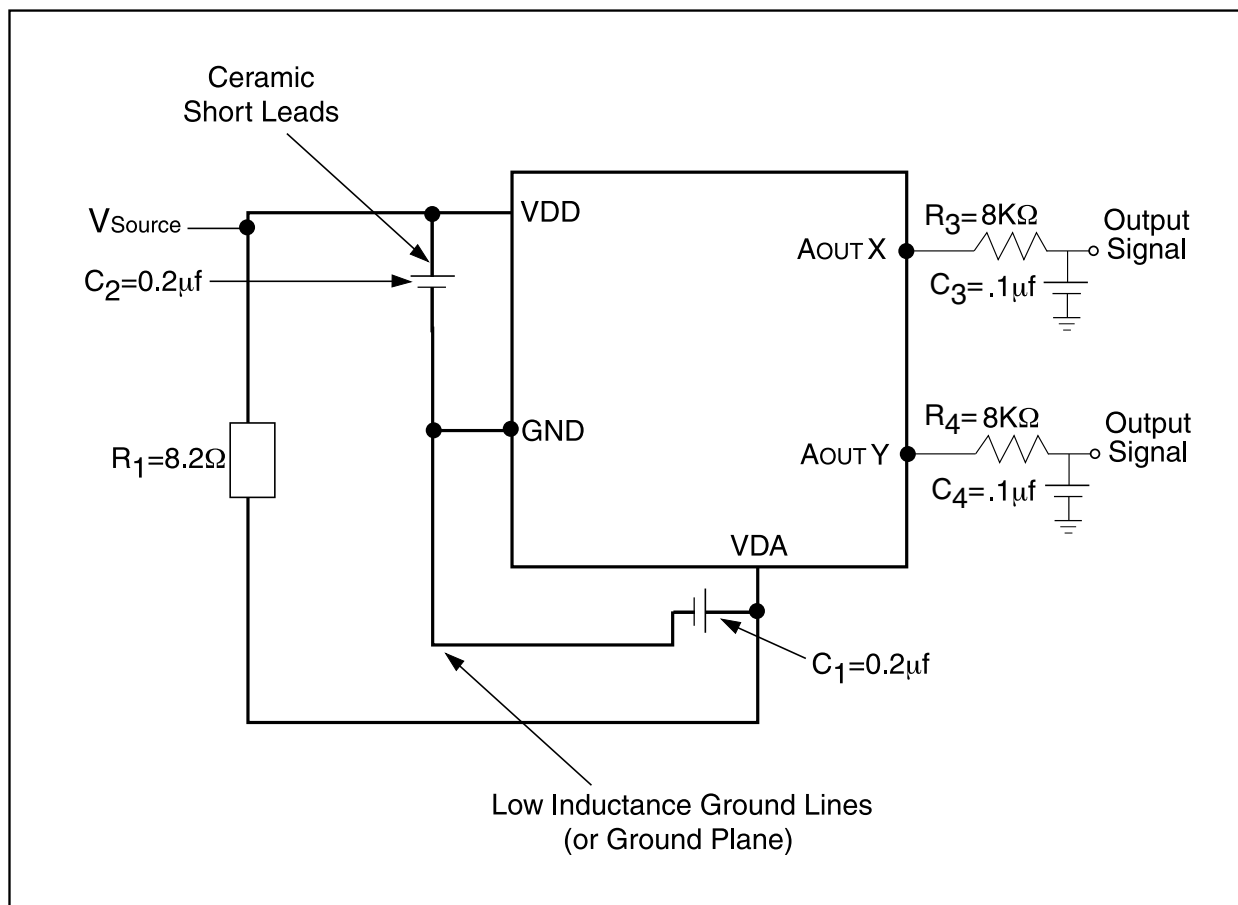 Ceramic
Short Leads
VSource
C2=0.2μf
VDD
AOUT X
R3=8KΩ
C3=.1μf
Output
Signal
R1=8.2Ω
GND
AOUT Y
R4=8KΩ
C4=.1μf
Output
Signal
VDA
C1=0.2μf
Low Inductance Ground Lines
(or Ground Plane)